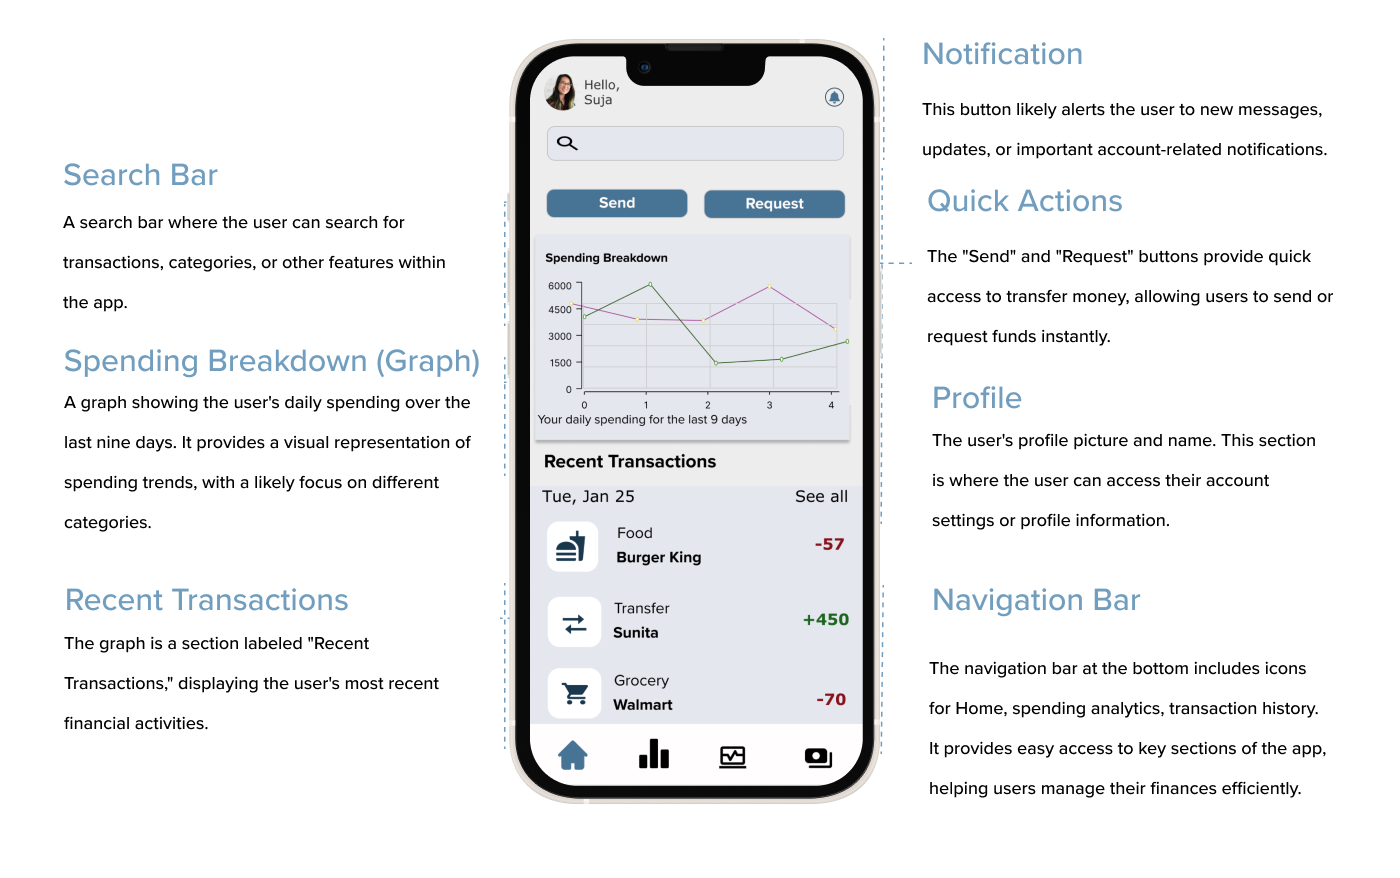 Search Bar
A search bar where the user can search for
transactions, categories, or other features within
the app.
Spending Breakdown (Graph)
A graph showing the user's daily spending over the
last nine days. It provides a visual representation of
spending trends, with a likely focus on different
categories.
Recent Transactions
The graph is a section labeled "Recent
Transactions," displaying the user's most recent
financial activities.
Hello,
Suja
Send
Request
Spending Breakdown
6000
4500
3000
1500
0
0 1 2 3 4
Your daily spending for the last 9 days
Recent Transactions
Tue, Jan 25
See all
Food
Burger King
-57
Transfer
Sunita
+450
Grocery
Walmart
-70
Notification
This button likely alerts the user to new messages,
updates, or important account-related notifications.
Quick Actions
The "Send" and "Request" buttons provide quick
access to transfer money, allowing users to send or
request funds instantly.
Profile
The user's profile picture and name. This section
is where the user can access their account
settings or profile information.
Navigation Bar
The navigation bar at the bottom includes icons
for Home, spending analytics, transaction history.
It provides easy access to key sections of the app,
helping users manage their finances efficiently.